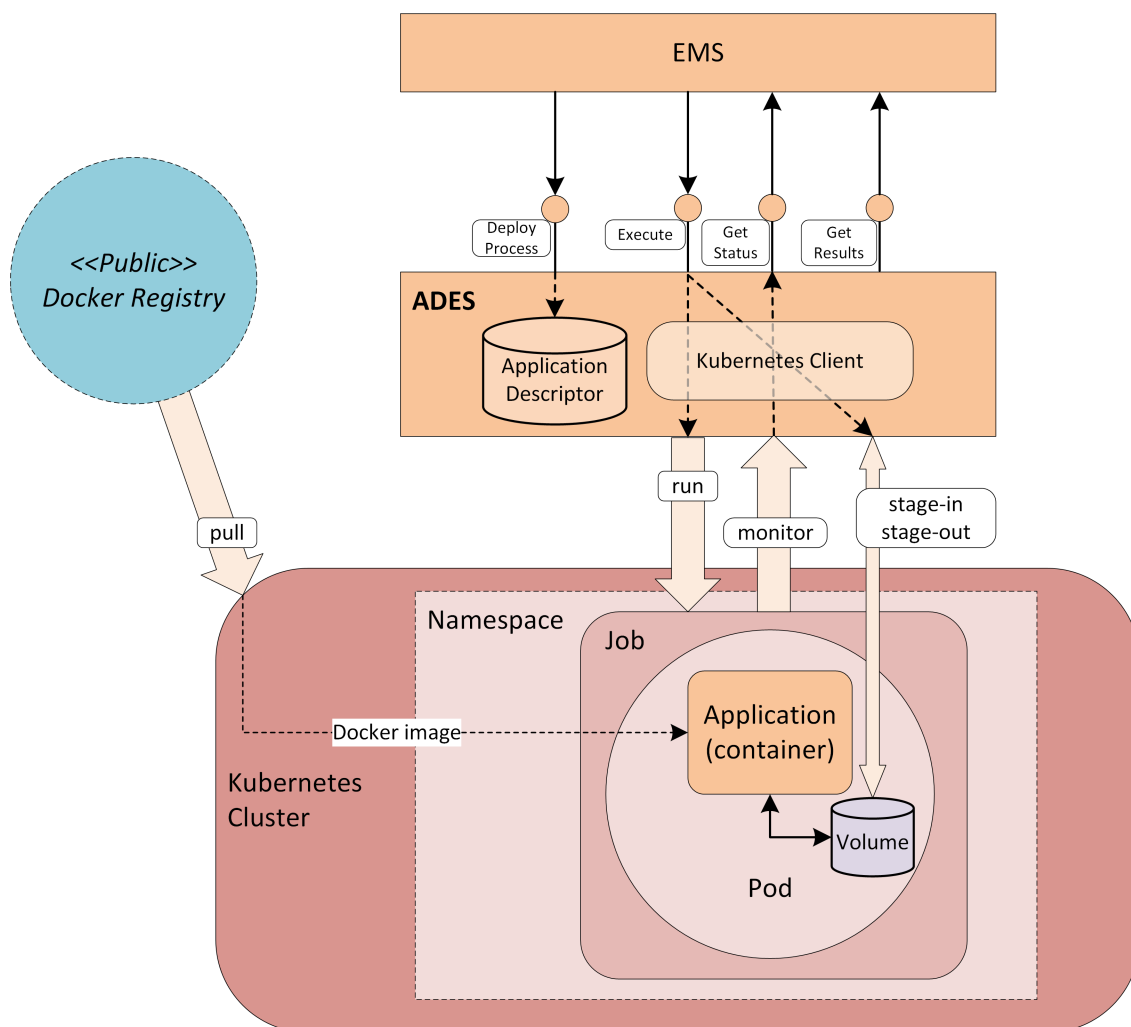 EMS
Deploy
Process
Execute
Get
Status
Get
Results
<<Public>>
Docker Registry
ADES
Application
Descriptor
Kubernetes Client
run
monitor
stage-in
stage-out
pull
Namespace
Job
Application
(container)
Docker image
Kubernetes
Cluster
Volume
Pod